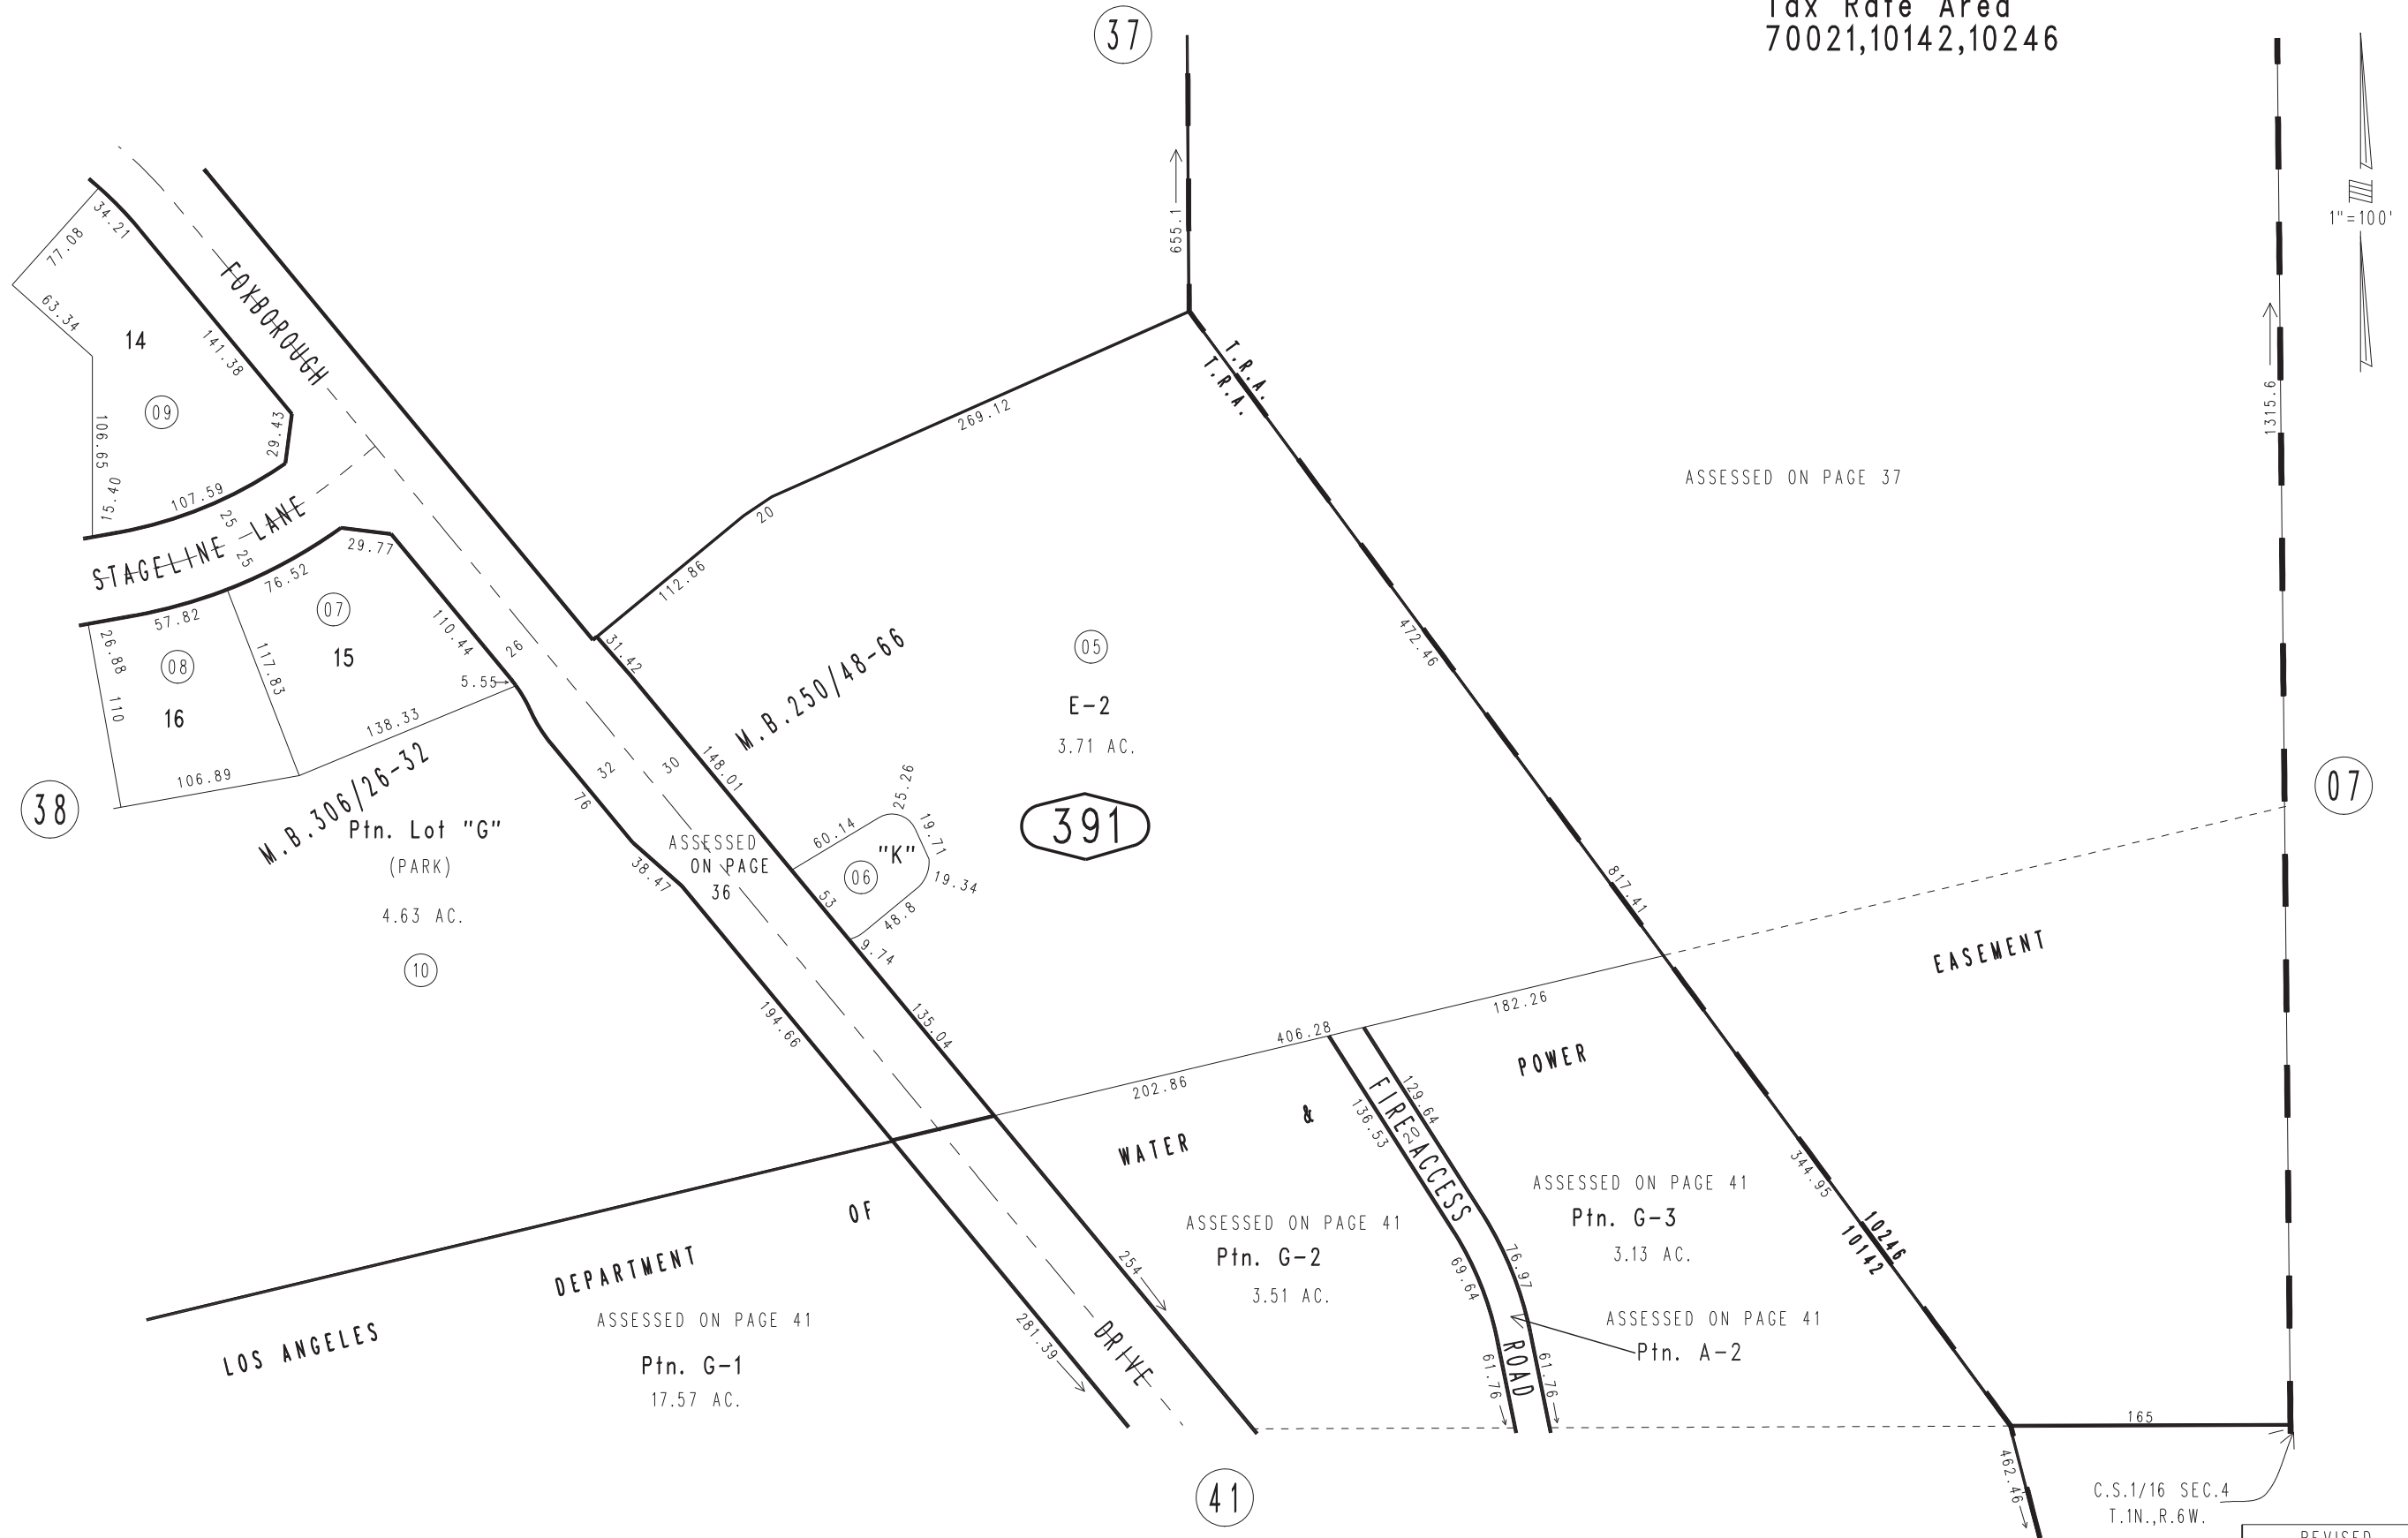 Tax Rate Area
70021,10142,10246
37
1"=100'
655.1
1315.6
34.21
77.08
63.34
14
141.38
09
29.43
59.601
15.40
107.59
FOXBOROUGH
STAGELINE LANE
25
25
29.77
76.52
57.82
26.88
110
08
16
117.83
07
15
110.44
26
5.55
138.33
106.89
38
M.B.306/26-32
Ptn. Lot "G"
(PARK)
4.63 AC.
10
32
30
76
38.47
ASSESSED
ON PAGE
36
194.66
269.12
20
112.86
31.42
M.B.250/48-66
148.01
05
E-2
3.71 AC.
391
60.14
25.26
19.71
19.34
"K"
06
53
48.8
9.74
135.04
T.R.A.
T.R.A.
472.46
817.41
ASSESSED ON PAGE 37
07
EASEMENT
182.26
406.28
202.86
POWER
&
WATER
OF
DEPARTMENT
LOS ANGELES
FIRE ACCESS
ROAD
20
129.64
136.53
76.97
69.64
61.76
61.76
ASSESSED ON PAGE 41
Ptn. G-3
3.13 AC.
ASSESSED ON PAGE 41
Ptn. G-2
3.51 AC.
ASSESSED ON PAGE 41
Ptn. A-2
ASSESSED ON PAGE 41
Ptn. G-1
17.57 AC.
254
281.39
DRIVE
344.95
10246
10142
165
462.46
41
C.S.1/16 SEC.4
T.1N.,R.6W.
REVISED